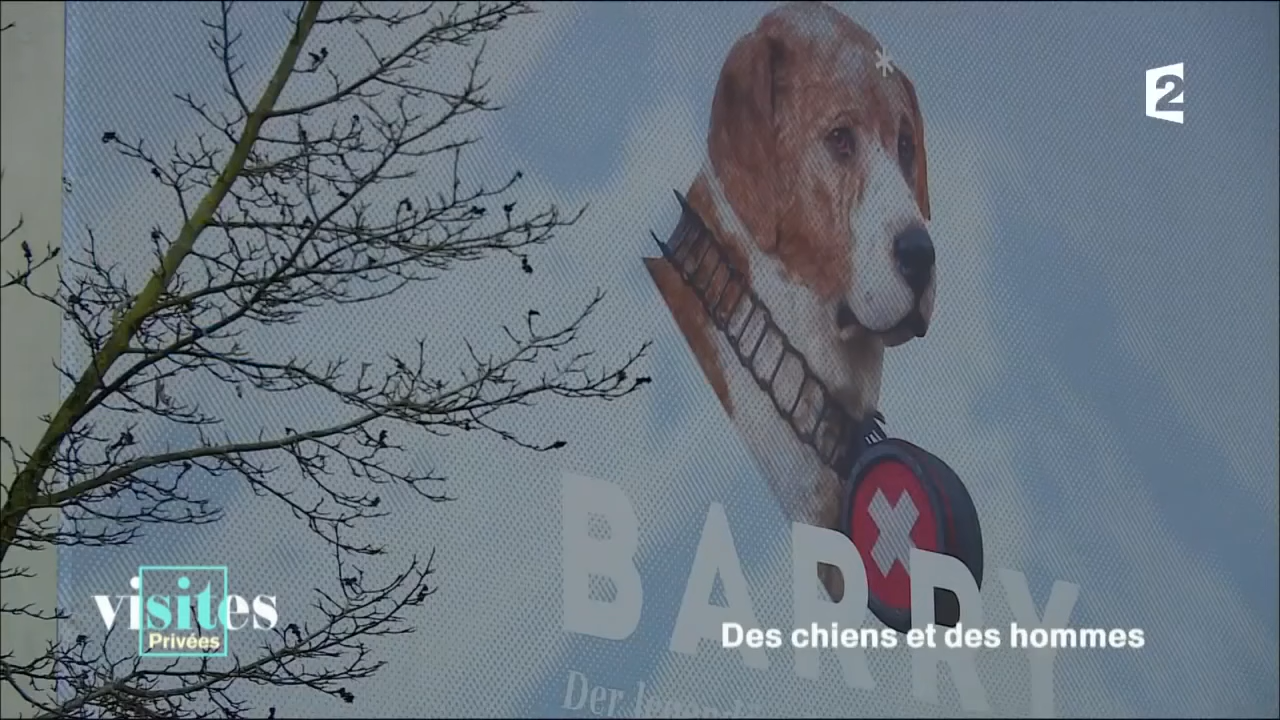 2
BARRY
Der
visites
Privées
Des chiens et des hommes